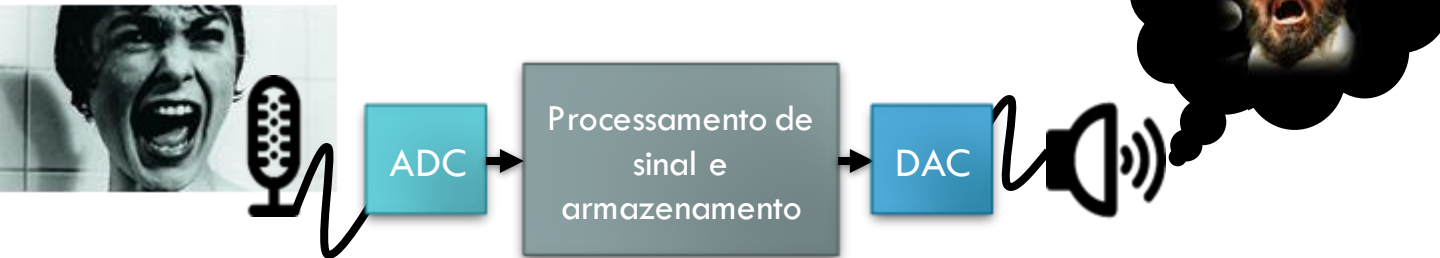 ADC
Processamento de
sinal e
armazenamento
DAC